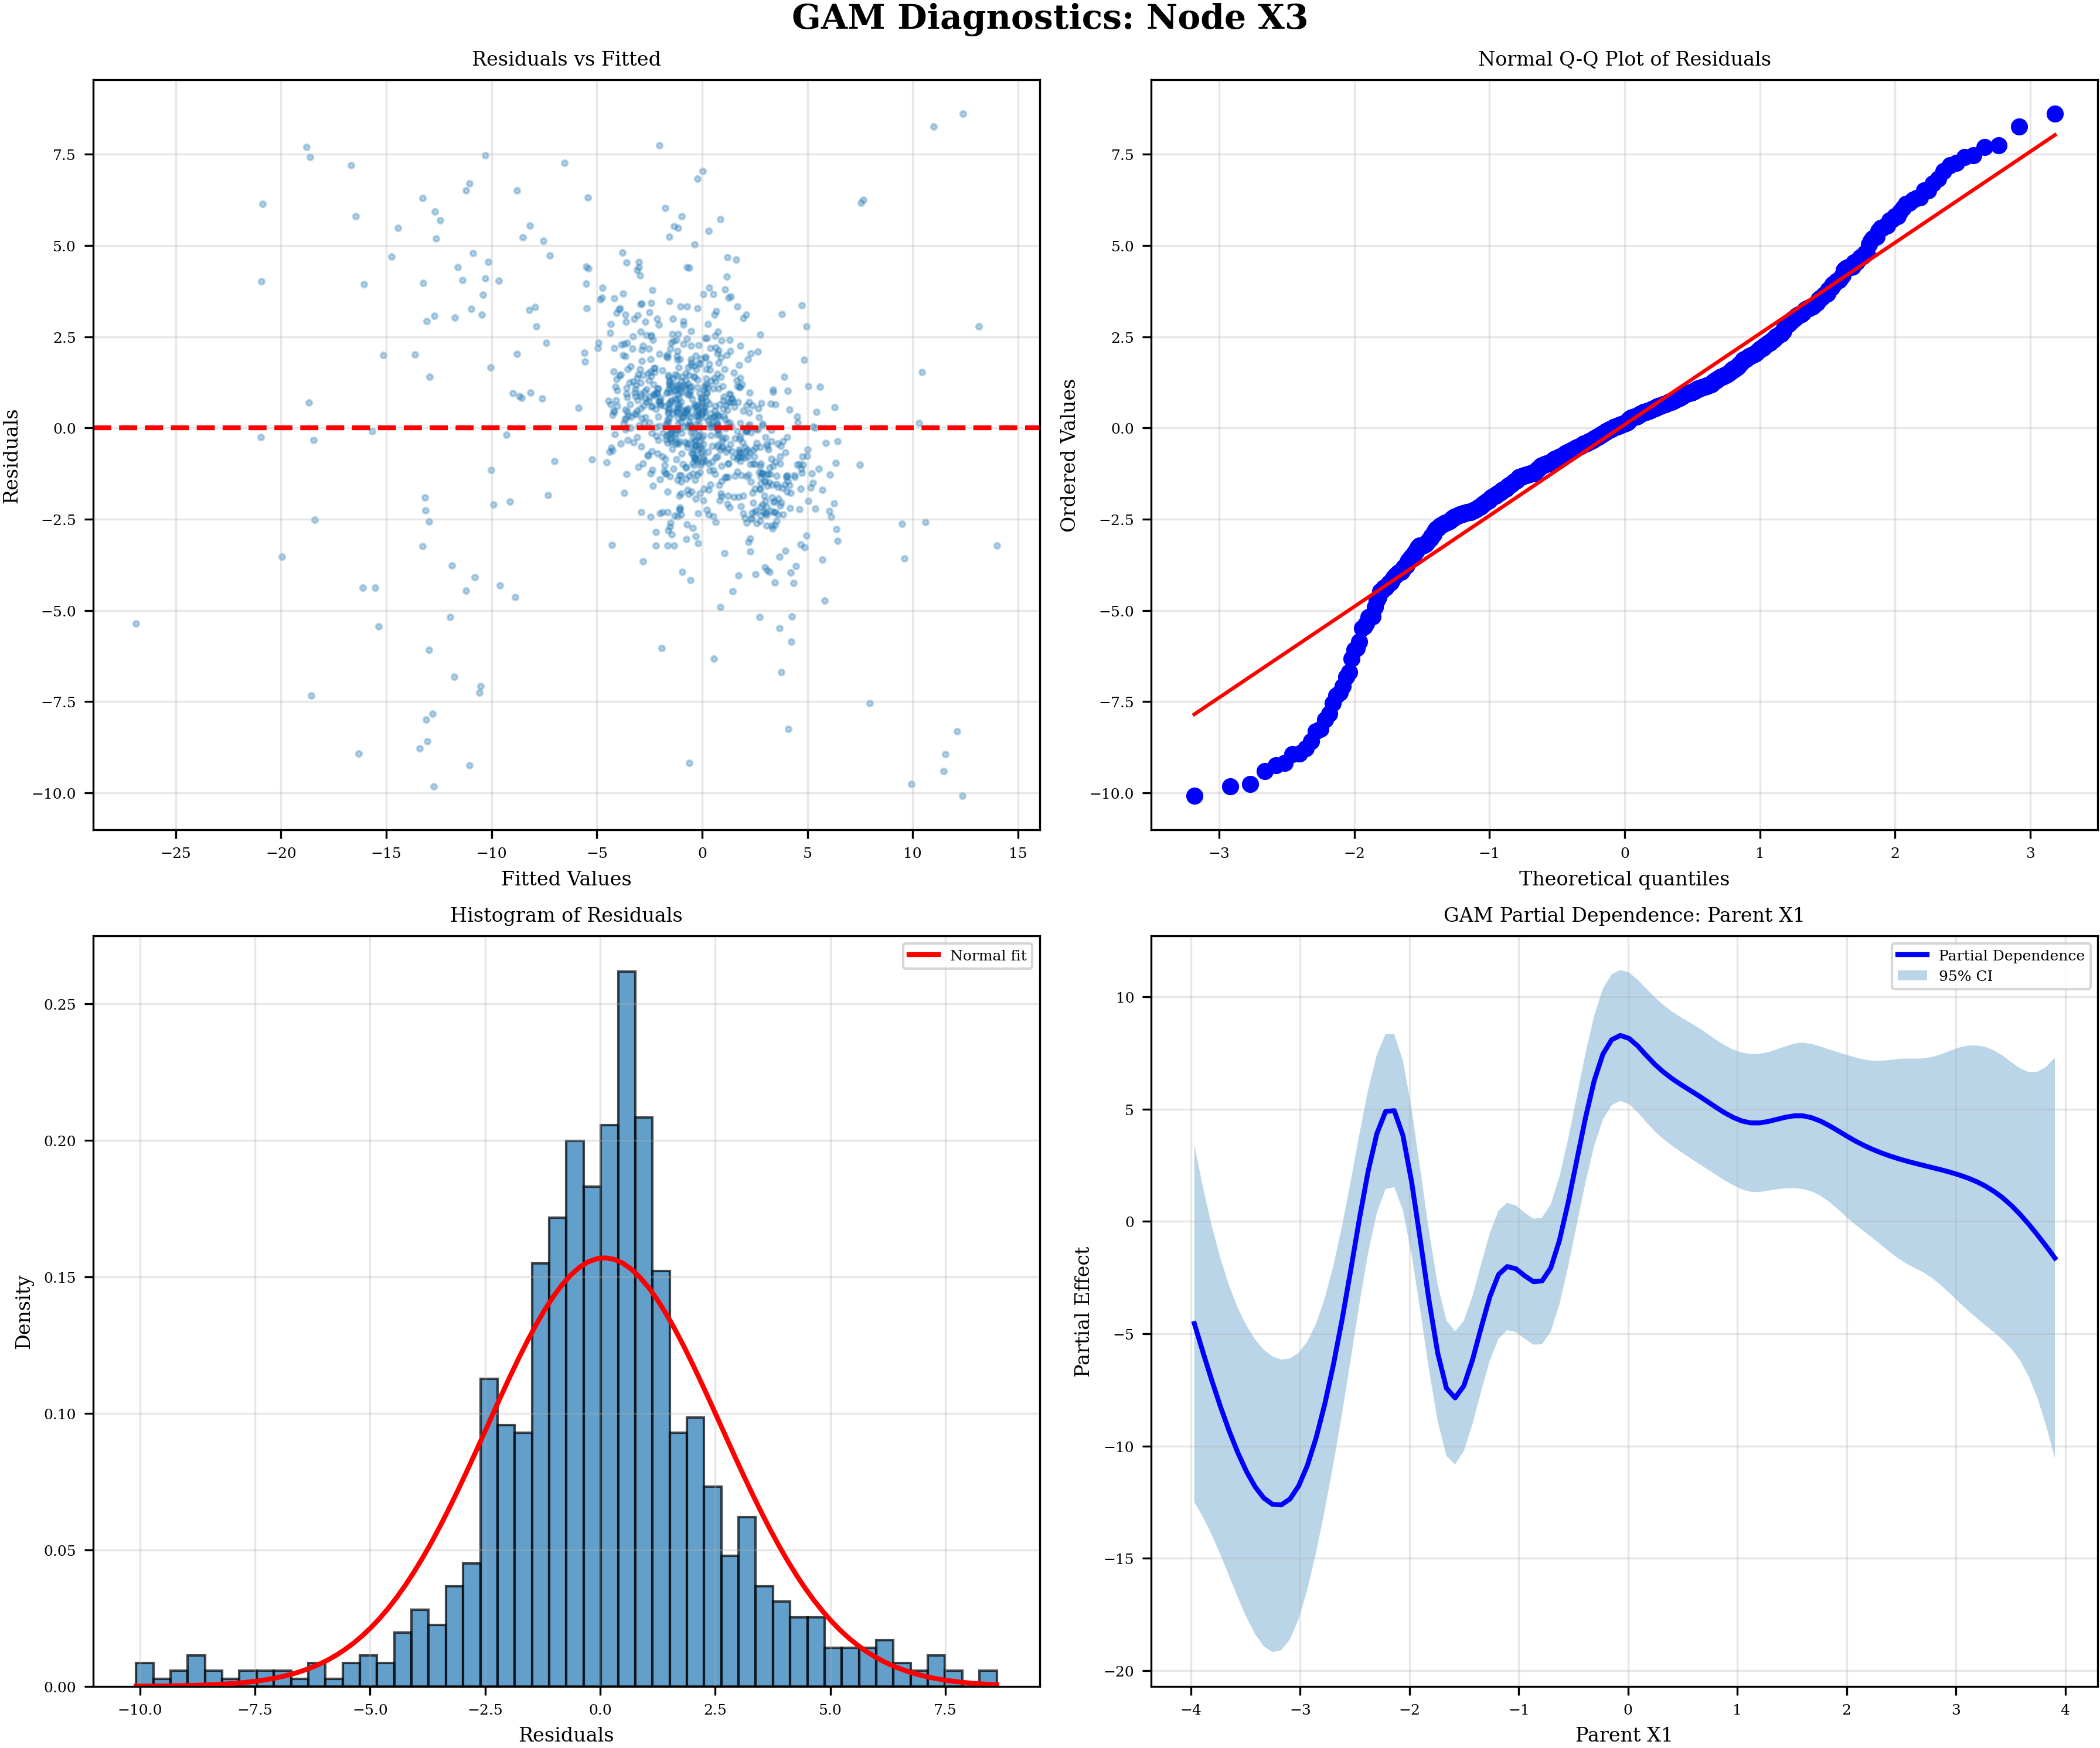 GAM Diagnostics: Node X3
Residuals vs Fitted
Residuals
7.5
5.0
2.5
0.0
−2.5
−5.0
−7.5
−10.0
−25 −20 −15 −10 −5 0 5 10 15
Fitted Values
Normal Q-Q Plot of Residuals
Ordered Values
7.5
5.0
2.5
0.0
−2.5
−5.0
−7.5
−10.0
−3 −2 −1 0 1 2 3
Theoretical quantiles
Histogram of Residuals
Normal fit
Density
0.25
0.20
0.15
0.10
0.05
0.00
−10.0 −7.5 −5.0 −2.5 0.0 2.5 5.0 7.5
Residuals
GAM Partial Dependence: Parent X1
Partial Dependence
95% CI
Partial Effect
10
5
0
−5
−10
−15
−20
−4 −3 −2 −1 0 1 2 3 4
Parent X1